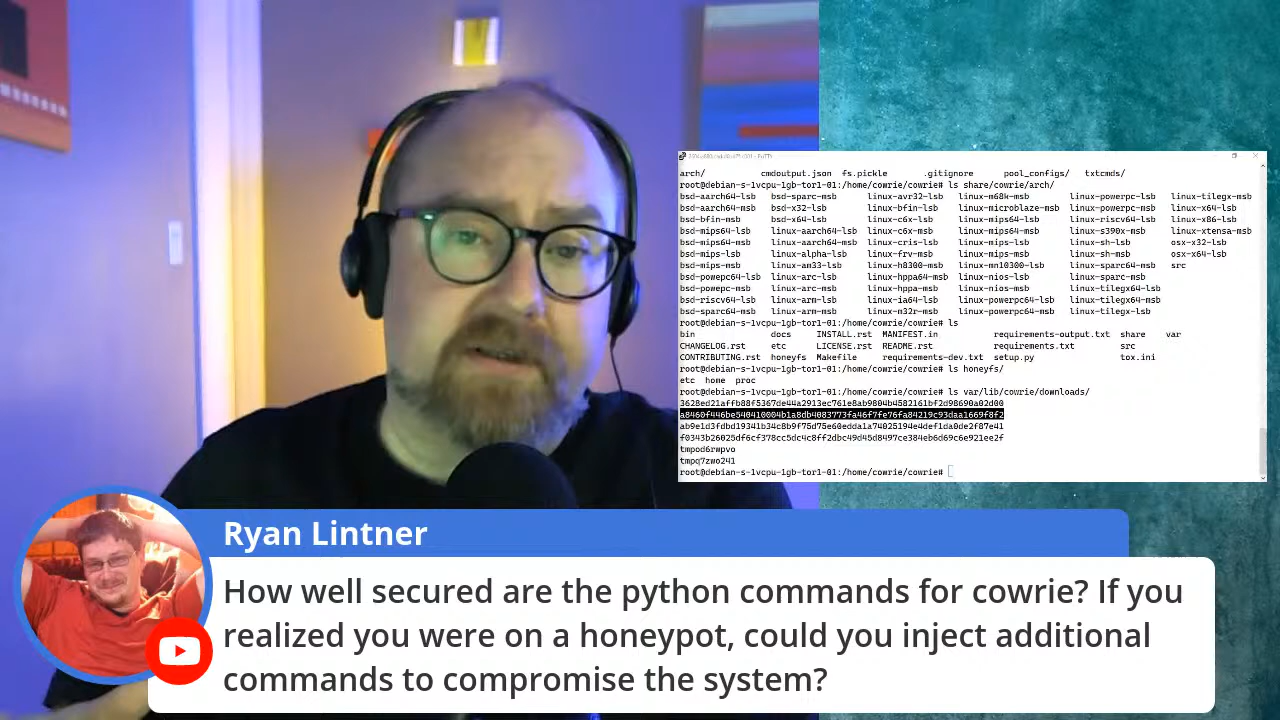 arch/ cmdoutput.json fs.pickle .gitignore pool_configs/ txtcmds/
root@debian-s-1vcpu-1gb-tor1-01:/home/cowrie/cowrie# ls share/cowrie/arch/
bsd-aarch64-lsb bsd-sparc-msb linux-avr32-lsb linux-m68k-msb linux-powerpc-lsb linux-tilegx-msb
bsd-aarch64-msb bsd-x32-lsb linux-bfin-lsb linux-microblaze-msb linux-powerpc-msb linux-x64-lsb
bsd-bfin-msb bsd-x64-lsb linux-c6x-lsb linux-mips64-lsb linux-riscv64-lsb linux-x86-lsb
bsd-mips64-lsb linux-aarch64-lsb linux-c6x-msb linux-mips64-msb linux-s390x-msb linux-xtensa-msb
bsd-mips64-msb linux-aarch64-msb linux-cris-lsb linux-mips-lsb linux-sh-lsb osx-x32-lsb
bsd-mips-lsb linux-alpha-lsb linux-frv-msb linux-mips-msb linux-sh-msb osx-x64-lsb
bsd-mips-msb linux-am33-lsb linux-h8300-msb linux-mn10300-lsb linux-sparc64-msb src
bsd-powepc64-lsb linux-arc-lsb linux-hppa64-msb linux-nios-lsb linux-sparc-msb
bsd-powepc-msb linux-arc-msb linux-hppa-msb linux-nios-msb linux-tilegx64-lsb
bsd-riscv64-lsb linux-arm-lsb linux-ia64-lsb linux-powerpc64-lsb linux-tilegx64-msb
bsd-sparc64-msb linux-arm-msb linux-m32r-msb linux-powerpc64-msb linux-tilegx-lsb
root@debian-s-1vcpu-1gb-tor1-01:/home/cowrie/cowrie# ls
bin docs INSTALL.rst MANIFEST.in requirements-output.txt share var
CHANGELOG.rst etc LICENSE.rst README.rst requirements.txt src
CONTRIBUTING.rst honeyfs Makefile requirements-dev.txt setup.py tox.ini
root@debian-s-1vcpu-1gb-tor1-01:/home/cowrie/cowrie# ls honeyfs/
etc home proc
root@debian-s-1vcpu-1gb-tor1-01:/home/cowrie/cowrie# ls var/lib/cowrie/downloads/
tmpod6rwpvo
tmpq7zwo241
root@debian-s-1vcpu-1gb-tor1-01:/home/cowrie/cowrie#
Ryan Lintner
How well secured are the python commands for cowrie? If you
realized you were on a honeypot, could you inject additional
commands to compromise the system?